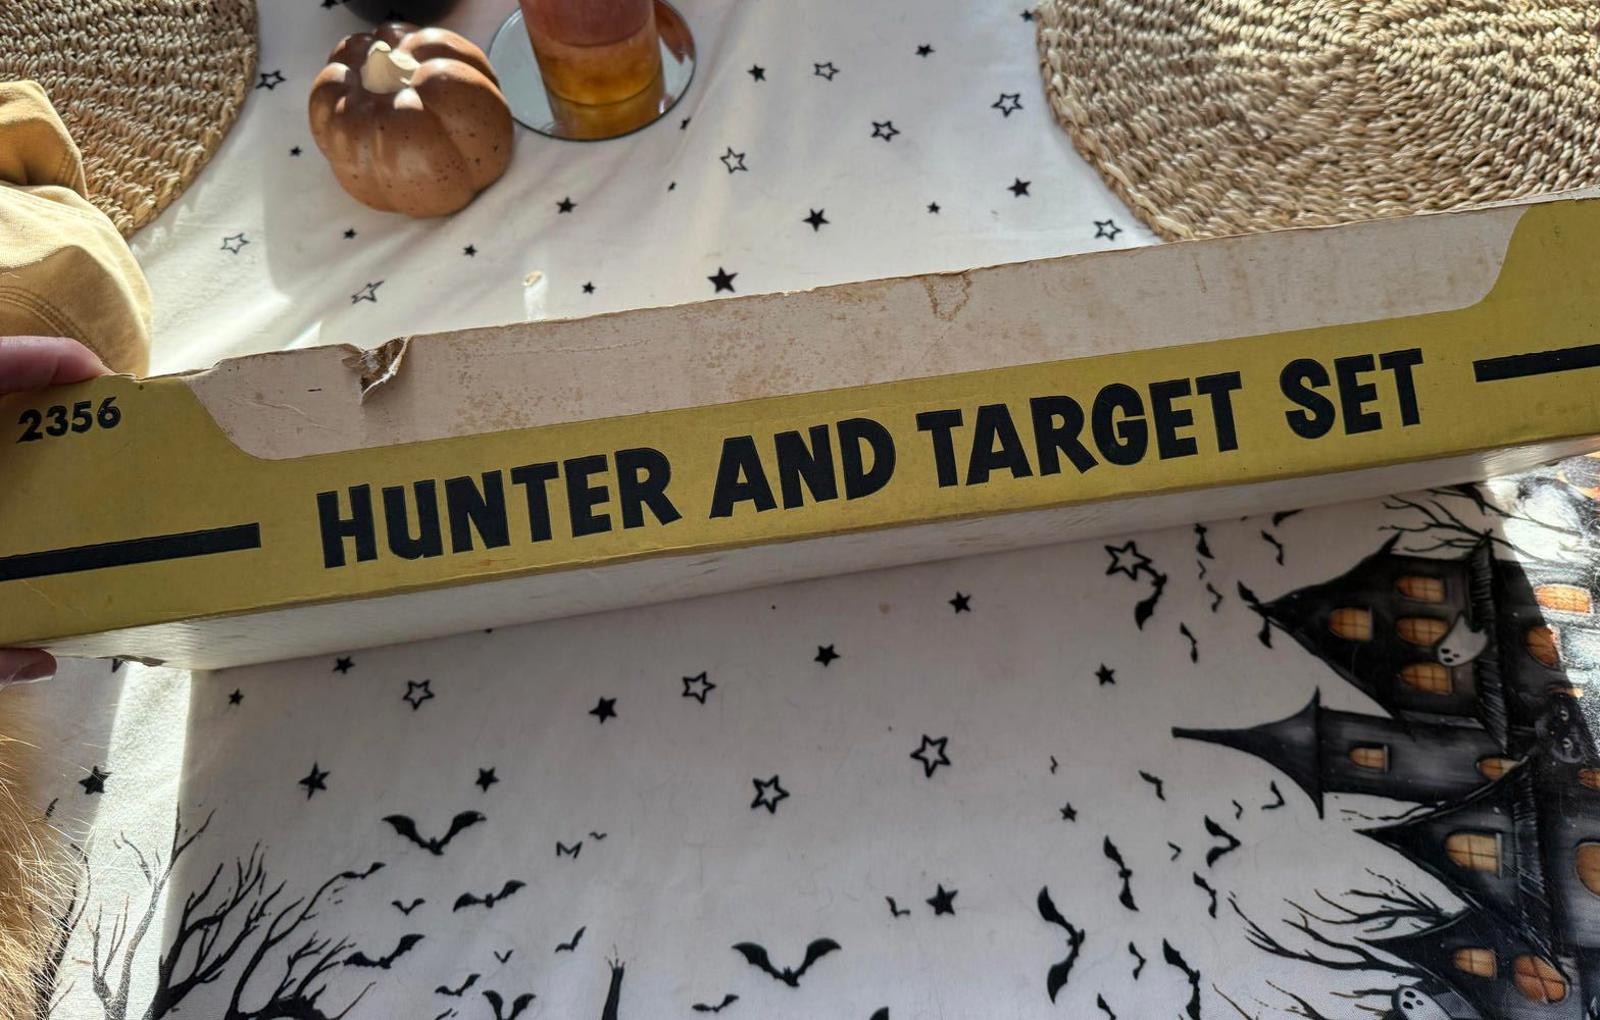 2356
HUNTER AND TARGET SET